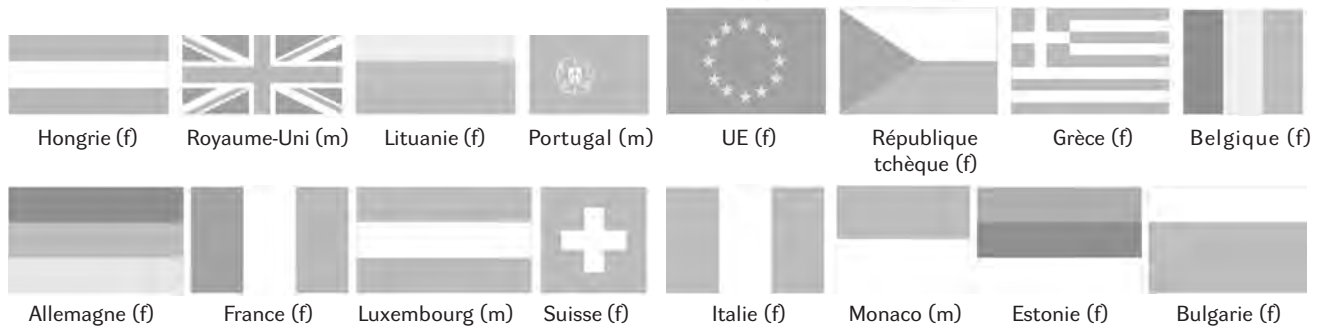 Hongrie (f) Royaume-Uni (m) Lituanie (f) Portugal (m) UE (f) République Grèce (f) Belgique (f)
tchèque (f)
Allemagne (f) France (f) Luxembourg (m) Suisse (f) Italie (f) Monaco (m) Estonie (f) Bulgarie (f)